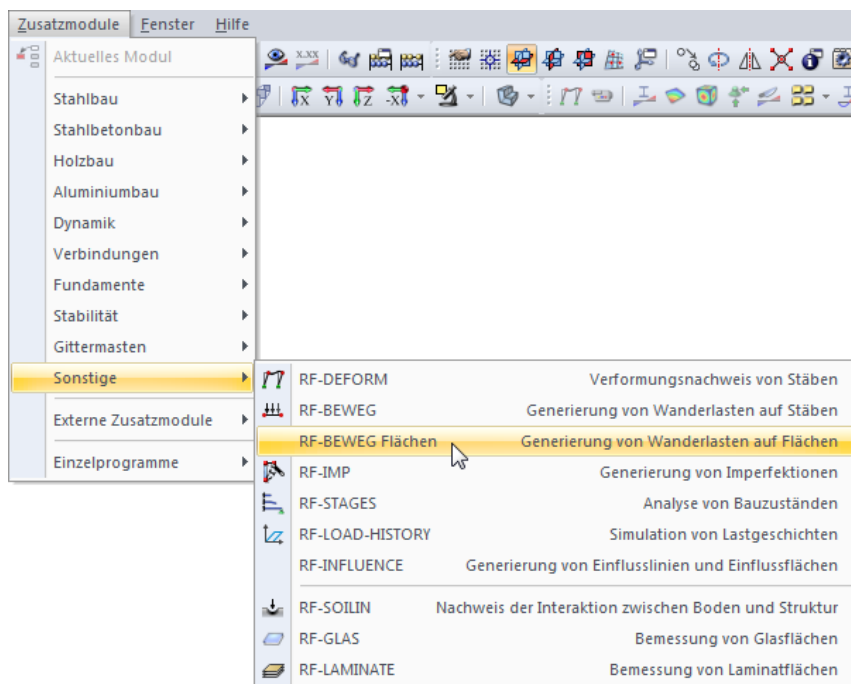 Zusatzmodule Fenster Hilfe
Aktuelles Modul
x.xx
Stahlbau
X Y Z -X
Stahlbetonbau
Holzbau
Aluminiumbau
Dynamik
Verbindungen
Fundamente
Stabilität
Gittermasten
Sonstige
Externe Zusatzmodule
Einzelprogramme
RF-DEFORM Verformungsnachweis von Stäben
RF-BEWEG Generierung von Wanderlasten auf Stäben
RF-BEWEG Flächen Generierung von Wanderlasten auf Flächen
RF-IMP Generierung von Imperfektionen
RF-STAGES Analyse von Bauzuständen
RF-LOAD-HISTORY Simulation von Lastgeschichten
RF-INFLUENCE Generierung von Einflusslinien und Einflussflächen
RF-SOILIN Nachweis der Interaktion zwischen Boden und Struktur
RF-GLAS Bemessung von Glasflächen
RF-LAMINATE Bemessung von Laminatflächen